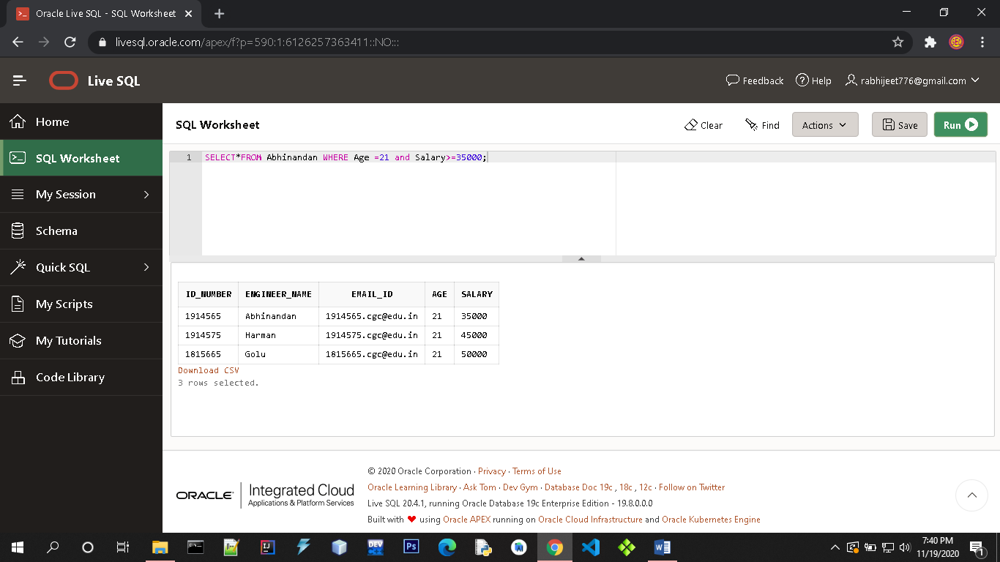 Oracle Live SQL - SQL Worksheet
livesql.oracle.com/apex/f?p=590:1:6126257363411::NO:::
Live SQL
Feedback
Help
rabhijeet776@gmail.com
Home
SQL Worksheet
My Session
Schema
Quick SQL
My Scripts
My Tutorials
Code Library
SQL Worksheet
Clear
Find
Actions
Save
Run
1 SELECT*FROM Abhinandan WHERE Age =21 and Salary>=35000;
ID_NUMBER ENGINEER_NAME EMAIL_ID AGE SALARY
1914565 Abhinandan 1914565.cgc@edu.in 21 35000
1914575 Harman 1914575.cgc@edu.in 21 45000
1815665 Golu 1815665.cgc@edu.in 21 50000
Download CSV
3 rows selected.
ORACLE Integrated Cloud
Applications & Platform Services
© 2020 Oracle Corporation · Privacy · Terms of Use
Oracle Learning Library · Ask Tom · Dev Gym · Database Doc 19c , 18c , 12c · Follow on Twitter
Live SQL 20.4.1, running Oracle Database 19c Enterprise Edition - 19.8.0.0.0
Built with ❤ using Oracle APEX running on Oracle Cloud Infrastructure and Oracle Kubernetes Engine
DEV
Ps
7:40 PM
11/19/2020
1